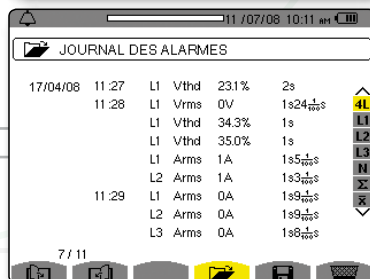 11 /07/08 10:11 AM
JOURNAL DES ALARMES
17/04/08 11 :27 L1 Vthd 23.1% 2s
11 :28 L1 Vrms 0V 1s24 1/100 s
L1 Vthd 34.3% 1s
L1 Vthd 35.0% 1s
L1 Arms 1A 1s5 1/100 s
L2 Arms 1A 1s3 1/100 s
11 :29 L1 Arms 0A 1s9 1/100 s
L2 Arms 0A 1s9 1/100 s
L3 Arms 0A 1s8 1/100 s
4L
L1
L2
L3
N
Σ
x̅
7 / 11